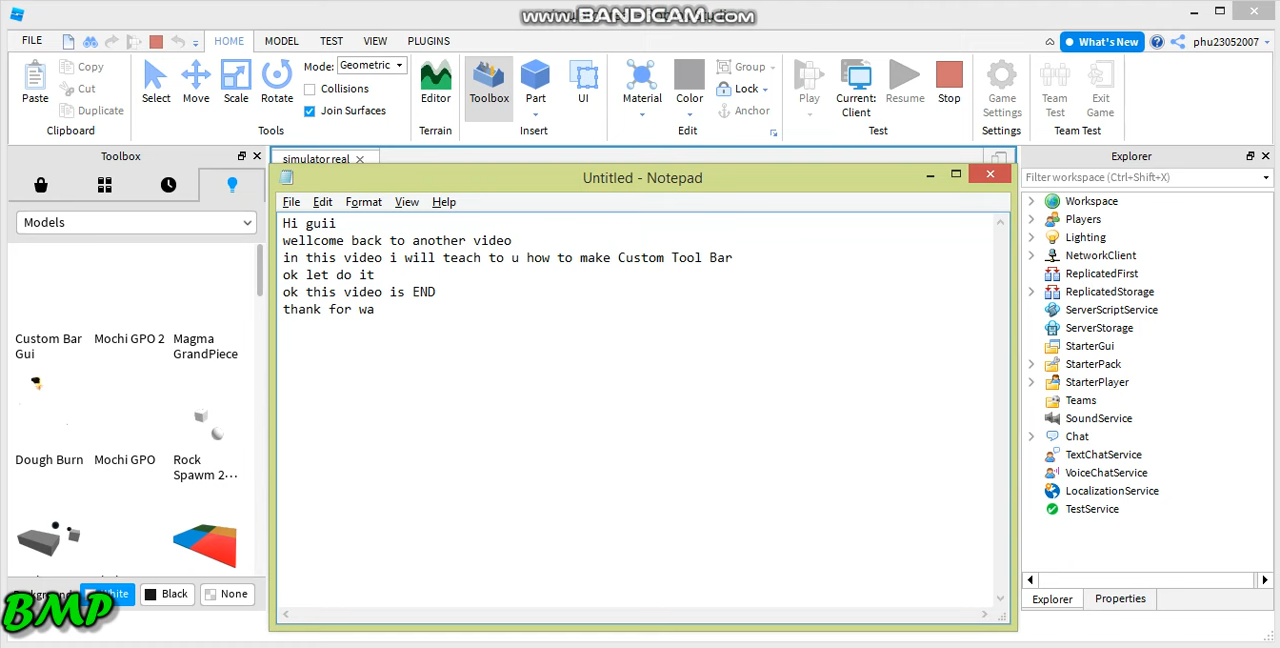 www.BANDICAM.com
FILE
HOME
MODEL
TEST
VIEW
PLUGINS
What's New
phu23052007
Paste
Copy
Cut
Duplicate
Clipboard
Select
Move
Scale
Rotate
Mode: Geometric
Collisions
Join Surfaces
Tools
Editor
Terrain
Toolbox
Part
UI
Insert
Material
Color
Group
Lock
Anchor
Edit
Play
Current:
Client
Resume
Stop
Test
Game
Settings
Settings
Team
Test
Exit
Game
Team Test
Toolbox
Models
Custom Bar
Gui
Mochi GPO 2
Magma
GrandPiece
Dough Burn
Mochi GPO
Rock
Spawm 2...
White
Black
None
BMP
simulator real
Untitled - Notepad
File
Edit
Format
View
Help
Hi guii
wellcome back to another video
in this video i will teach to u how to make Custom Tool Bar
ok let do it
ok this video is END
thank for wa
Explorer
Filter workspace (Ctrl+Shift+X)
Workspace
Players
Lighting
NetworkClient
ReplicatedFirst
ReplicatedStorage
ServerScriptService
ServerStorage
StarterGui
StarterPack
StarterPlayer
Teams
SoundService
Chat
TextChatService
VoiceChatService
LocalizationService
TestService
Explorer
Properties